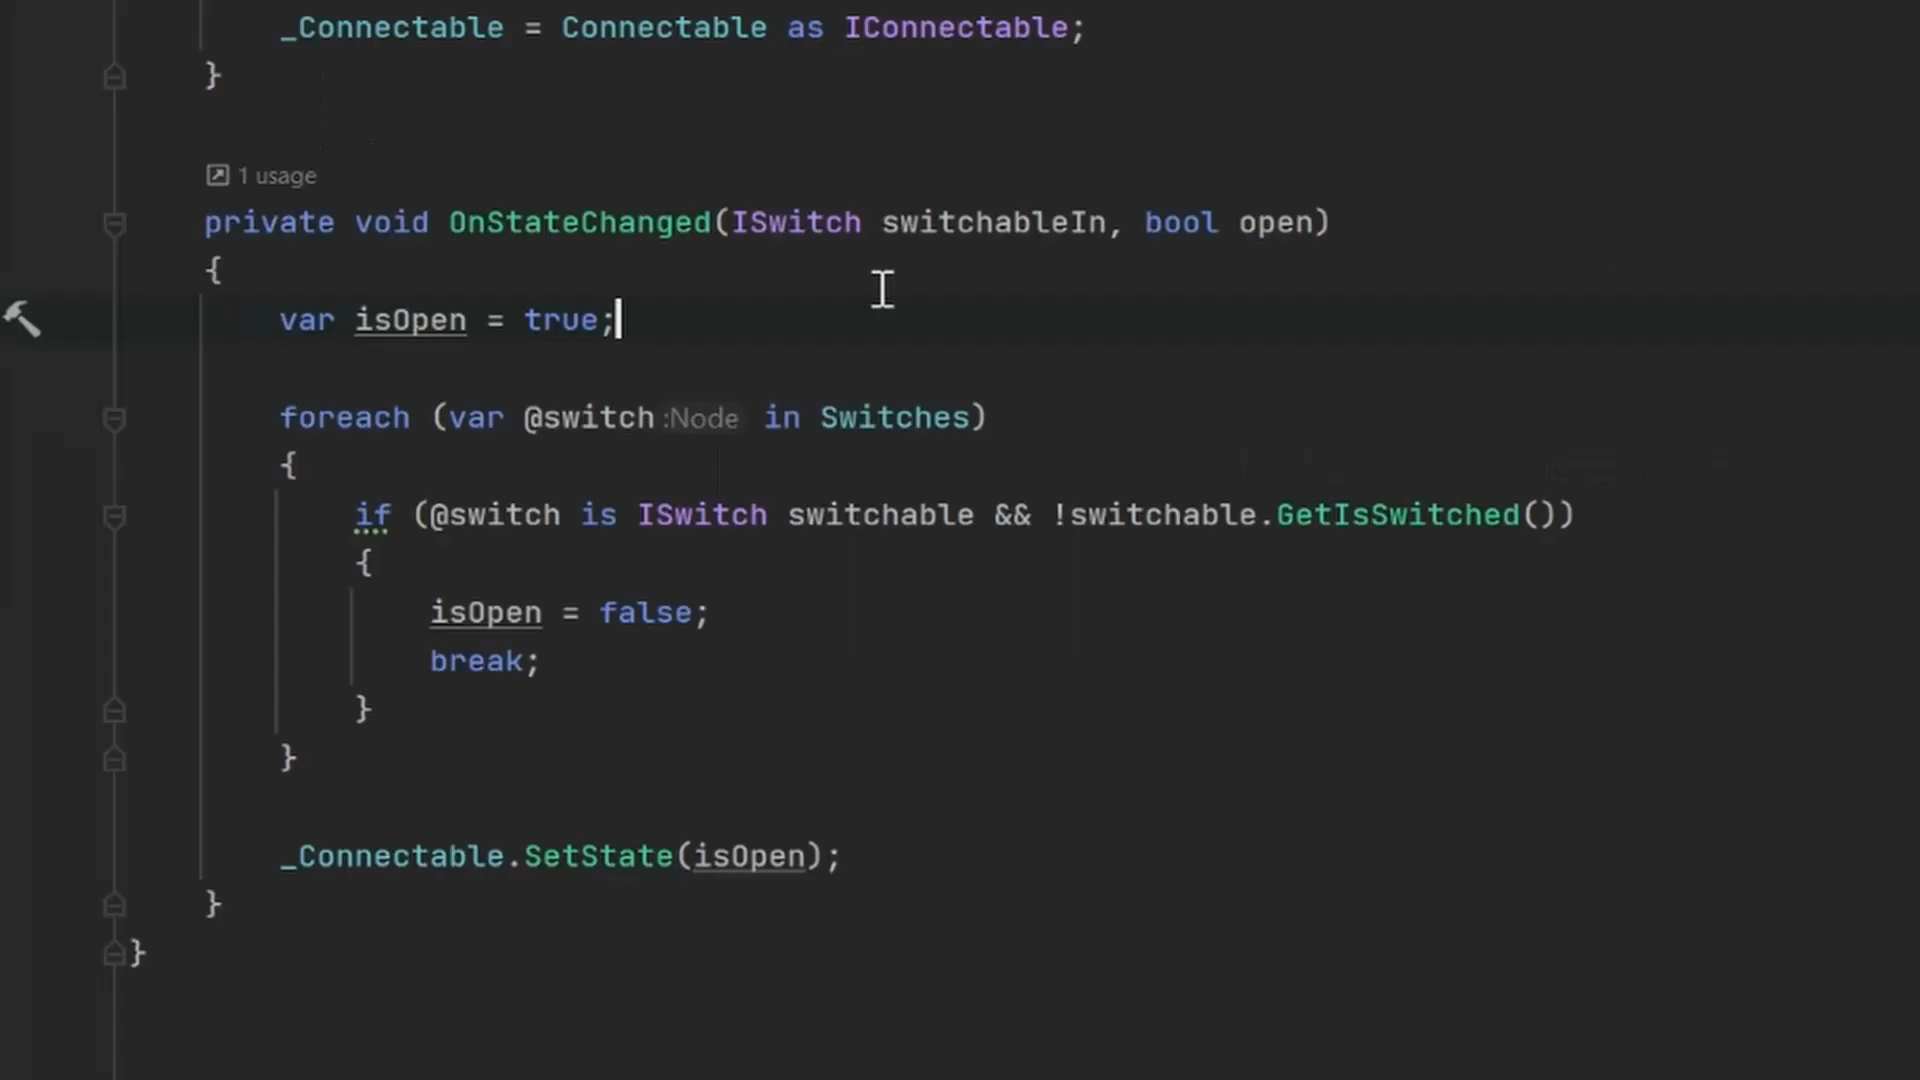 _Connectable = Connectable as IConnectable;
}
1 usage
private void OnStateChanged(ISwitch switchableIn, bool open)
{
var isOpen = true;
foreach (var @switch :Node in Switches)
{
if (@switch is ISwitch switchable && !switchable.GetIsSwitched())
{
isOpen = false;
break;
}
}
_Connectable.SetState(isOpen);
}
}